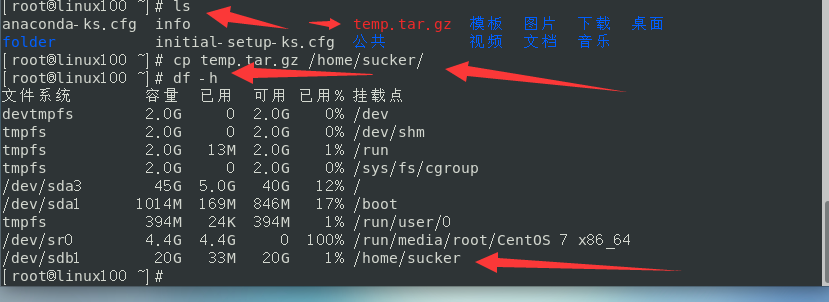 [root@linux100 ~]# ls
anaconda-ks.cfg info temp.tar.gz 模板 图片 下载 桌面
folder initial-setup-ks.cfg 公共 视频 文档 音乐
[root@linux100 ~]# cp temp.tar.gz /home/sucker/
[root@linux100 ~]# df -h
文件系统 容量 已用 可用 已用% 挂载点
devtmpfs 2.0G 0 2.0G 0% /dev
tmpfs 2.0G 0 2.0G 0% /dev/shm
tmpfs 2.0G 13M 2.0G 1% /run
tmpfs 2.0G 0 2.0G 0% /sys/fs/cgroup
/dev/sda3 45G 5.0G 40G 12% /
/dev/sda1 1014M 169M 846M 17% /boot
tmpfs 394M 24K 394M 1% /run/user/0
/dev/sr0 4.4G 4.4G 0 100% /run/media/root/CentOS 7 x86_64
/dev/sdb1 20G 33M 20G 1% /home/sucker
[root@linux100 ~]#